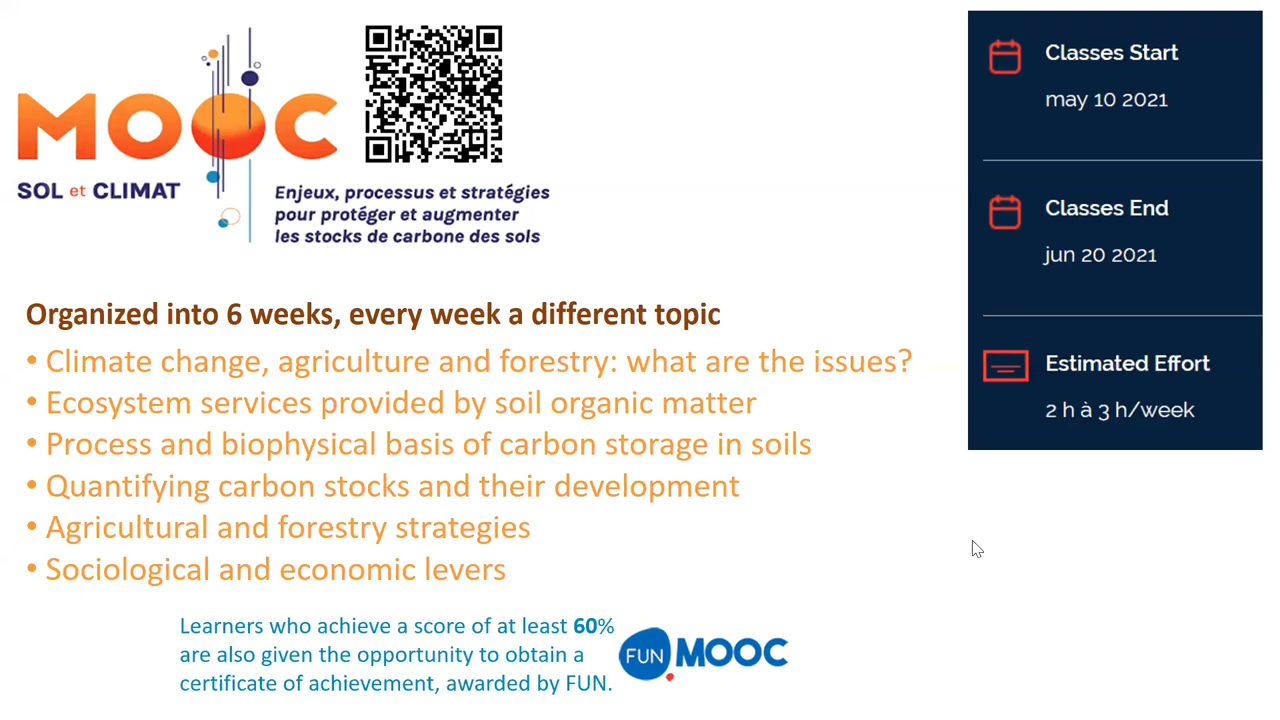 MOOC
SOL et CLIMAT
Enjeux, processus et stratégies
pour protéger et augmenter
les stocks de carbone des sols
Classes Start
may 10 2021
Classes End
jun 20 2021
Estimated Effort
2 h à 3 h/week
Organized into 6 weeks, every week a different topic
• Climate change, agriculture and forestry: what are the issues?
• Ecosystem services provided by soil organic matter
• Process and biophysical basis of carbon storage in soils
• Quantifying carbon stocks and their development
• Agricultural and forestry strategies
• Sociological and economic levers
Learners who achieve a score of at least 60%
are also given the opportunity to obtain a
certificate of achievement, awarded by FUN.
FUN MOOC